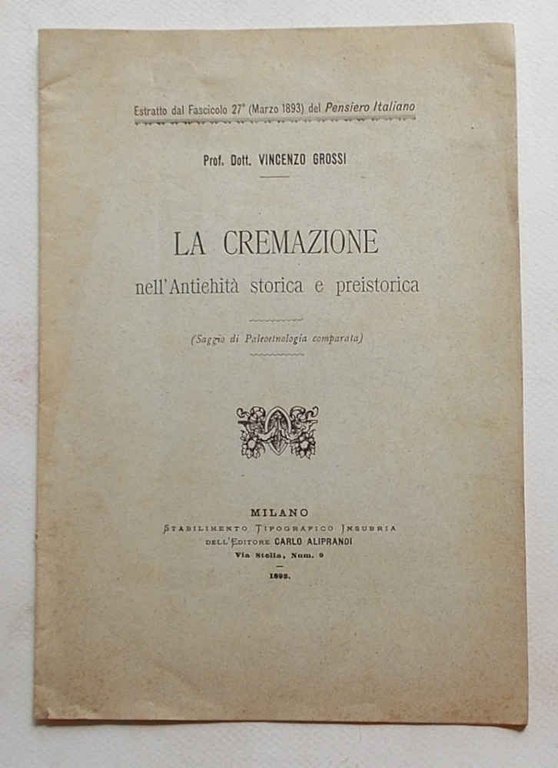 Estratto dal Fascicolo 27° (Marzo 1893) del Pensiero Italiano
Prof. Dott. VINCENZO GROSSI
LA CREMAZIONE
nell'Antichità storica e preistorica
(Saggio di Paleoetnologia comparata)
MILANO
STABILIMENTO TIPOGRAFICO INSUBRIA
DELL'EDITORE CARLO ALIPRANDI
Via Stella, Num. 9
1893.